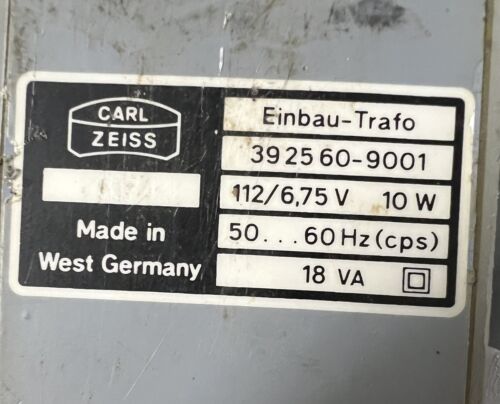 CARL
ZEISS
Made in
West Germany
Einbau-Trafo
39 25 60-9001
112/6,75 V 10 W
50...60 Hz (cps)
18 VA